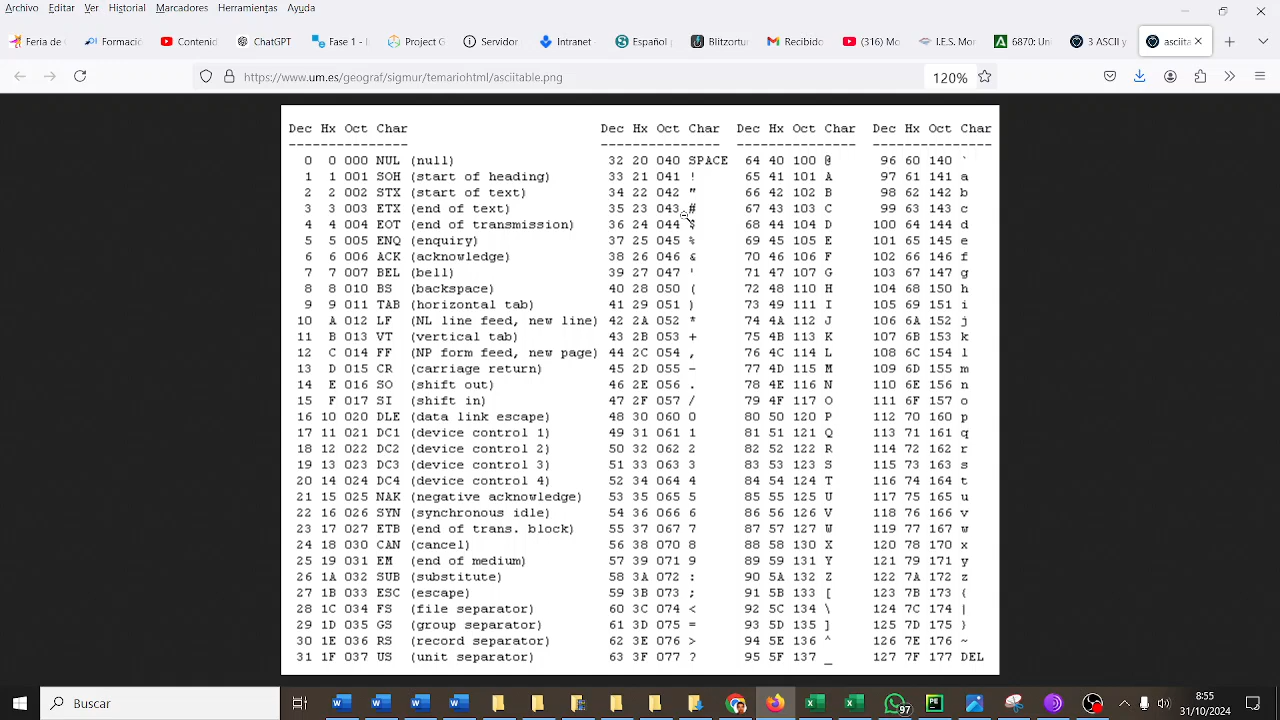 Archivo Editar Ver Historial Marcadores Herramientas Ayuda
Feria de Formació Conteni ChatGPT Fase 1 - Project G Servidor Intranet Español Blitzortur Recibido (316) Mo I.E.S. Mor 6870: Uni 3 ASCII y asciita
https://www.um.es/geograf/sigmur/temariohtml/asciitable.png 120%
Dec Hx Oct Char Dec Hx Oct Char Dec Hx Oct Char Dec Hx Oct Char
0 0 000 NUL (null) 32 20 040 SPACE 64 40 100 @ 96 60 140 `
1 1 001 SOH (start of heading) 33 21 041 ! 65 41 101 A 97 61 141 a
2 2 002 STX (start of text) 34 22 042 " 66 42 102 B 98 62 142 b
3 3 003 ETX (end of text) 35 23 043 # 67 43 103 C 99 63 143 c
4 4 004 EOT (end of transmission) 36 24 044 $ 68 44 104 D 100 64 144 d
5 5 005 ENQ (enquiry) 37 25 045 % 69 45 105 E 101 65 145 e
6 6 006 ACK (acknowledge) 38 26 046 & 70 46 106 F 102 66 146 f
7 7 007 BEL (bell) 39 27 047 ' 71 47 107 G 103 67 147 g
8 8 010 BS (backspace) 40 28 050 ( 72 48 110 H 104 68 150 h
9 9 011 TAB (horizontal tab) 41 29 051 ) 73 49 111 I 105 69 151 i
10 A 012 LF (NL line feed, new line) 42 2A 052 * 74 4A 112 J 106 6A 152 j
11 B 013 VT (vertical tab) 43 2B 053 + 75 4B 113 K 107 6B 153 k
12 C 014 FF (NP form feed, new page) 44 2C 054 , 76 4C 114 L 108 6C 154 l
13 D 015 CR (carriage return) 45 2D 055 - 77 4D 115 M 109 6D 155 m
14 E 016 SO (shift out) 46 2E 056 . 78 4E 116 N 110 6E 156 n
15 F 017 SI (shift in) 47 2F 057 / 79 4F 117 O 111 6F 157 o
16 10 020 DLE (data link escape) 48 30 060 0 80 50 120 P 112 70 160 p
17 11 021 DC1 (device control 1) 49 31 061 1 81 51 121 Q 113 71 161 q
18 12 022 DC2 (device control 2) 50 32 062 2 82 52 122 R 114 72 162 r
19 13 023 DC3 (device control 3) 51 33 063 3 83 53 123 S 115 73 163 s
20 14 024 DC4 (device control 4) 52 34 064 4 84 54 124 T 116 74 164 t
21 15 025 NAK (negative acknowledge) 53 35 065 5 85 55 125 U 117 75 165 u
22 16 026 SYN (synchronous idle) 54 36 066 6 86 56 126 V 118 76 166 v
23 17 027 ETB (end of trans. block) 55 37 067 7 87 57 127 W 119 77 167 w
24 18 030 CAN (cancel) 56 38 070 8 88 58 130 X 120 78 170 x
25 19 031 EM (end of medium) 57 39 071 9 89 59 131 Y 121 79 171 y
26 1A 032 SUB (substitute) 58 3A 072 : 90 5A 132 Z 122 7A 172 z
27 1B 033 ESC (escape) 59 3B 073 ; 91 5B 133 [ 123 7B 173 {
28 1C 034 FS (file separator) 60 3C 074 < 92 5C 134 \ 124 7C 174 |
29 1D 035 GS (group separator) 61 3D 075 = 93 5D 135 ] 125 7D 175 }
30 1E 036 RS (record separator) 62 3E 076 > 94 5E 136 ^ 126 7E 176 ~
31 1F 037 US (unit separator) 63 3F 077 ? 95 5F 137 _ 127 7F 177 DEL
Buscar 97 8:55
31/10/2024